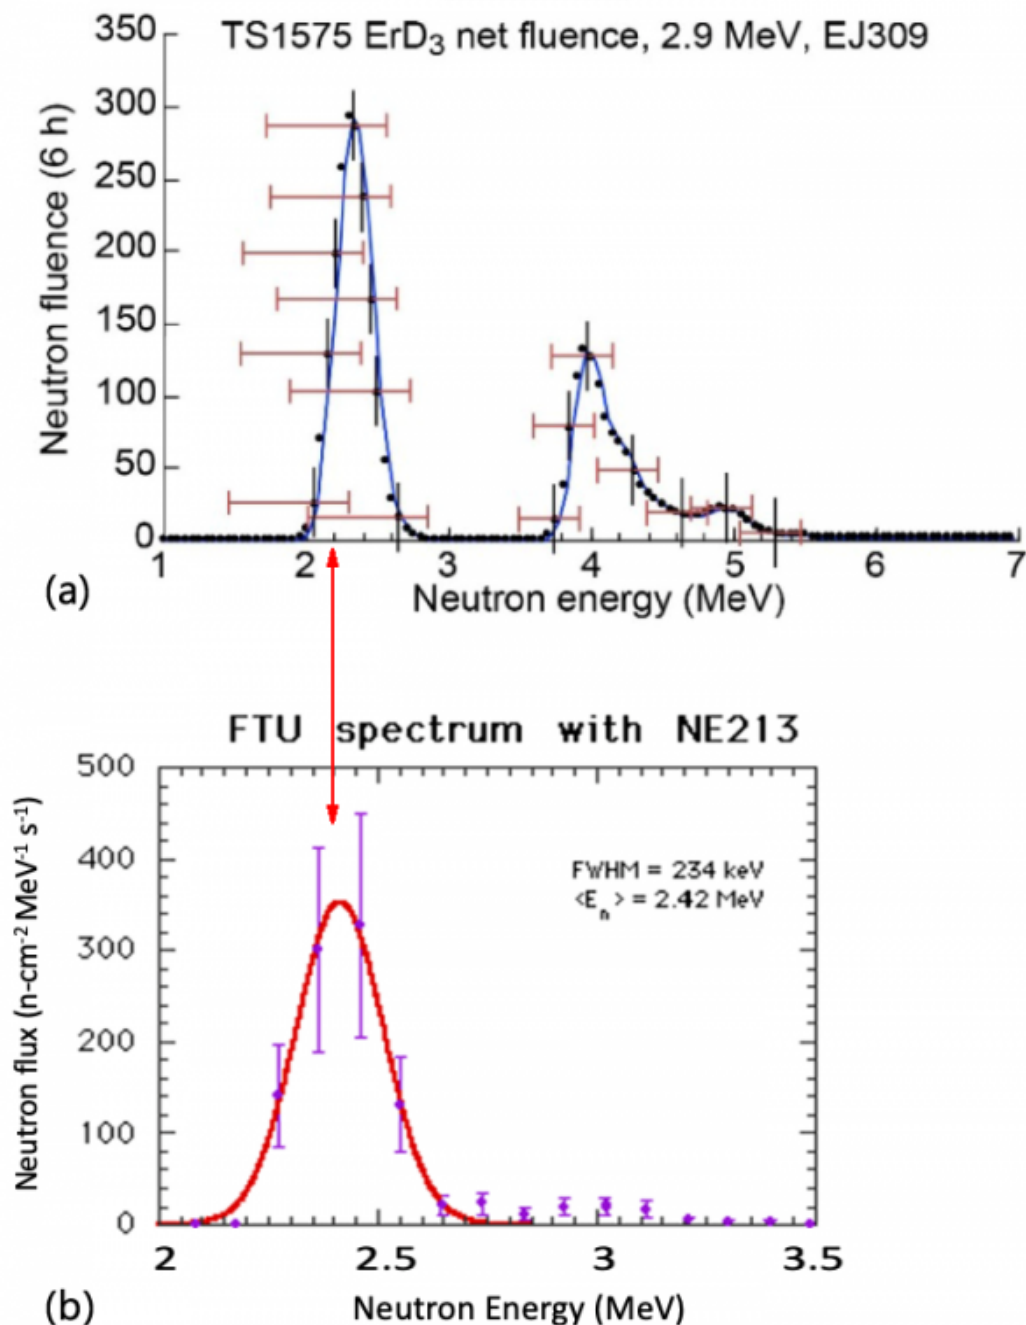 TS1575 ErD₃ net fluence, 2.9 MeV, EJ309
Neutron fluence (6 h)
350
300
250
200
150
100
50
0
1 2 3 4 5 6 7
Neutron energy (MeV)
(a)
FTU spectrum with NE213
Neutron flux (n-cm⁻² MeV⁻¹ s⁻¹)
500
400
300
200
100
0
FWHM = 234 keV
<Eₙ> = 2.42 MeV
2 2.5 3 3.5
Neutron Energy (MeV)
(b)